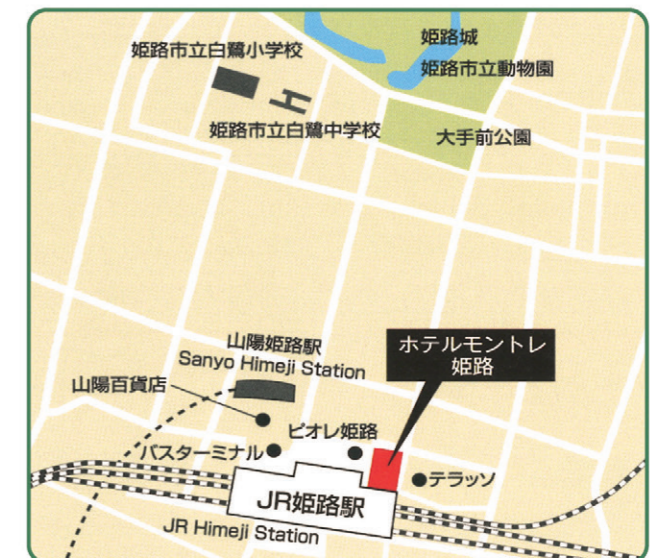 姫路城
姫路市立白鷺小学校
姫路市立動物園
姫路市立白鷺中学校
大手前公園
山陽姫路駅
Sanyo Himeji Station
ホテルモントレ
姫路
山陽百貨店
ピオレ姫路
バスターミナル
テラッソ
JR姫路駅
JR Himeji Station